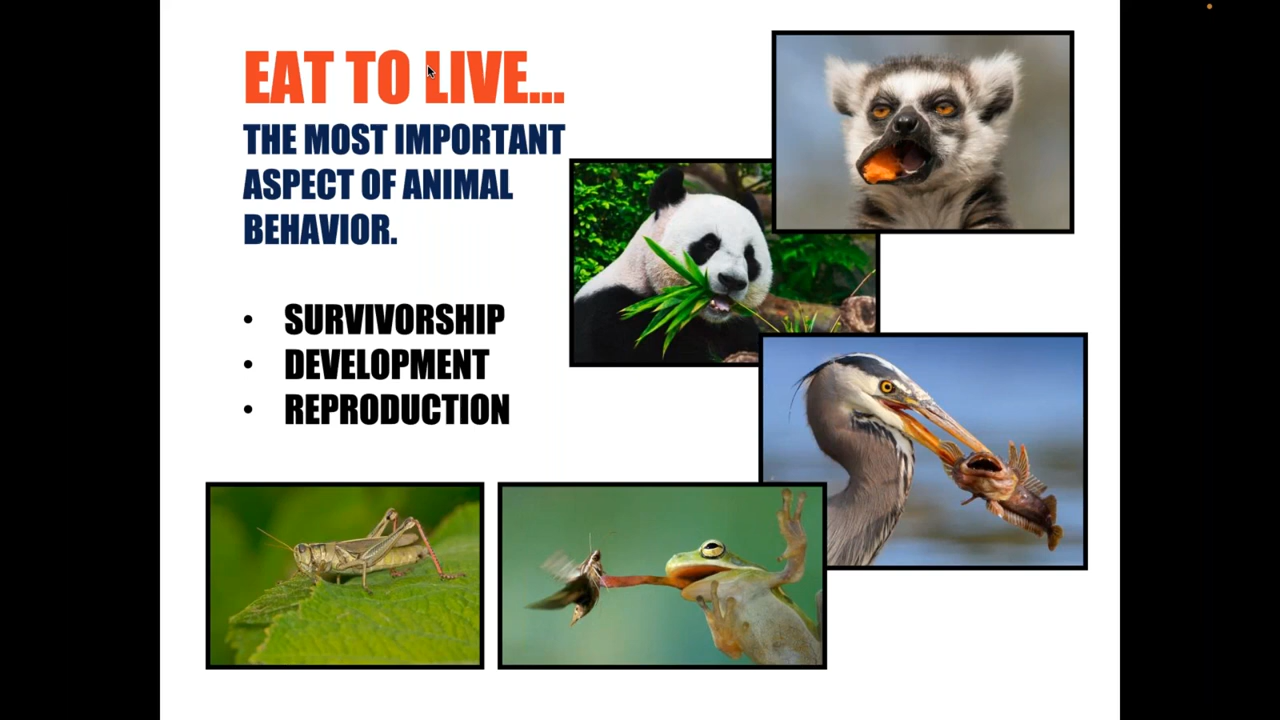 EAT TO LIVE...
THE MOST IMPORTANT
ASPECT OF ANIMAL
BEHAVIOR.
• SURVIVORSHIP
• DEVELOPMENT
• REPRODUCTION